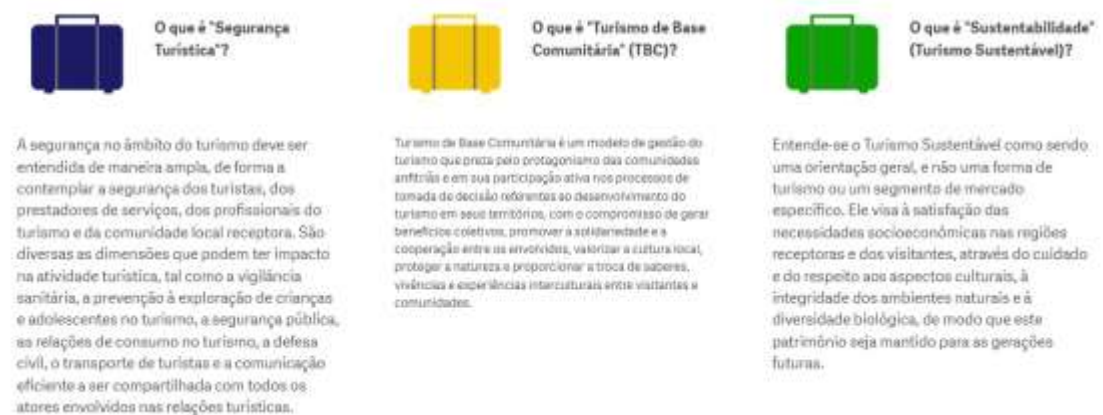 O que é "Segurança
Turística"?
A segurança no âmbito do turismo deve ser
entendida de maneira ampla, de forma a
contemplar a segurança dos turistas, dos
prestadores de serviços, dos profissionais do
turismo e da comunidade local receptora. São
diversas as dimensões que podem ter impacto
na atividade turística, tal como a vigilância
sanitária, a prevenção à exploração de crianças
e adolescentes no turismo, a segurança pública,
as relações de consumo no turismo, a defesa
civil, o transporte de turistas e a comunicação
eficiente a ser compartilhada com todos os
atores envolvidos nas relações turísticas.
O que é "Turismo de Base
Comunitária" (TBC)?
Turismo de Base Comunitária é um modelo de gestão do
turismo que preza pelo protagonismo das comunidades
anfitriãs e em sua participação ativa nos processos de
tomada de decisão referentes ao desenvolvimento do
turismo em seus territórios, com o compromisso de gerar
benefícios coletivos, promover a solidariedade e a
cooperação entre os envolvidos, valorizar a cultura local,
proteger a natureza e proporcionar a troca de saberes,
vivências e experiências interculturais entre visitantes e
comunidades.
O que é "Sustentabilidade"
(Turismo Sustentável)?
Entende-se o Turismo Sustentável como sendo
uma orientação geral, e não uma forma de
turismo ou um segmento de mercado
específico. Ele visa à satisfação das
necessidades socioeconômicas nas regiões
receptoras e dos visitantes, através do cuidado
e do respeito aos aspectos culturais, à
integridade dos ambientes naturais e à
diversidade biológica, de modo que este
patrimônio seja mantido para as gerações
futuras.